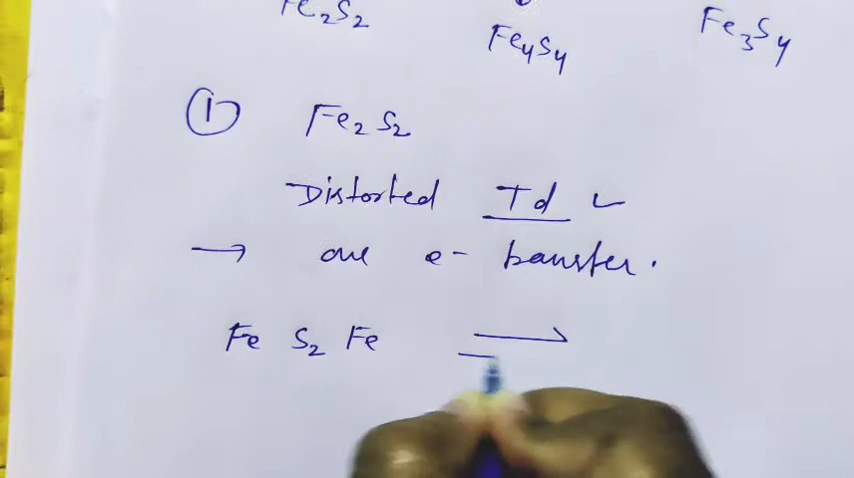 Fe₂S₂
Fe₄S₄
Fe₃S₄
① Fe₂S₂
Distorted Td ✓
→ one e- transfer.
Fe S₂ Fe ⇌